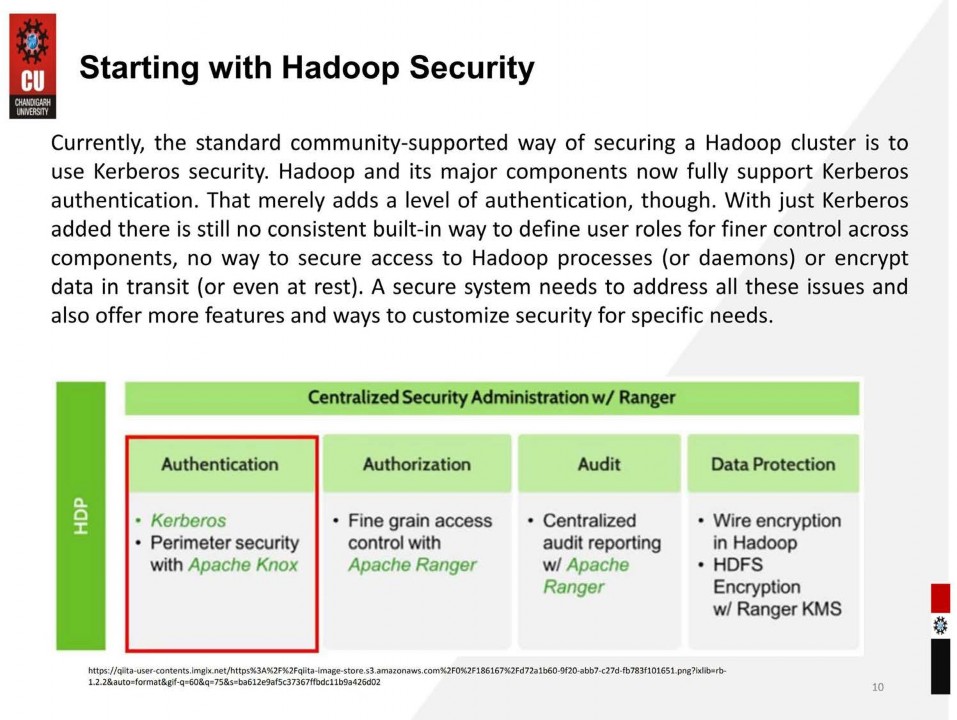 CU
CHANDIGARH
UNIVERSITY
Starting with Hadoop Security
Currently, the standard community-supported way of securing a Hadoop cluster is to
use Kerberos security. Hadoop and its major components now fully support Kerberos
authentication. That merely adds a level of authentication, though. With just Kerberos
added there is still no consistent built-in way to define user roles for finer control across
components, no way to secure access to Hadoop processes (or daemons) or encrypt
data in transit (or even at rest). A secure system needs to address all these issues and
also offer more features and ways to customize security for specific needs.
HDP
Centralized Security Administration w/ Ranger
Authentication
• Kerberos
• Perimeter security
with Apache Knox
Authorization
• Fine grain access
control with
Apache Ranger
Audit
• Centralized
audit reporting
w/ Apache
Ranger
Data Protection
• Wire encryption
in Hadoop
• HDFS
Encryption
w/ Ranger KMS
https://qiita-user-contents.imgix.net/https%3A%2F%2Fqiita-image-store.s3.amazonaws.com%2F0%2F186167%2Fd72a1b60-9f20-abb7-c27d-fb783f101651.png?ixlib=rb-
1.2.2&auto=format&gif-q=60&q=75&s=ba612e9af5c37367ffbdc11b9a426d02
10